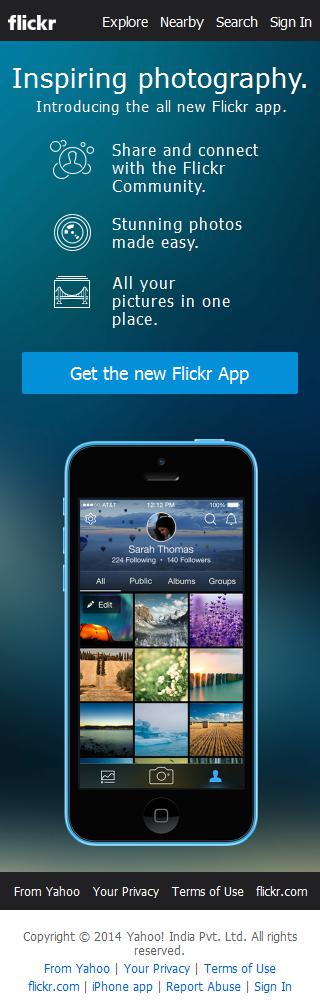 flickr Explore Nearby Search Sign In
Inspiring photography.
Introducing the all new Flickr app.
Share and connect
with the Flickr
Community.
Stunning photos
made easy.
All your
pictures in one
place.
Get the new Flickr App
AT&T 12:12 PM 100%
Sarah Thomas
224 Following • 140 Followers
All Public Albums Groups
Edit
From Yahoo Your Privacy Terms of Use flickr.com
Copyright © 2014 Yahoo! India Pvt. Ltd. All rights
reserved.
From Yahoo | Your Privacy | Terms of Use
flickr.com | iPhone app | Report Abuse | Sign In